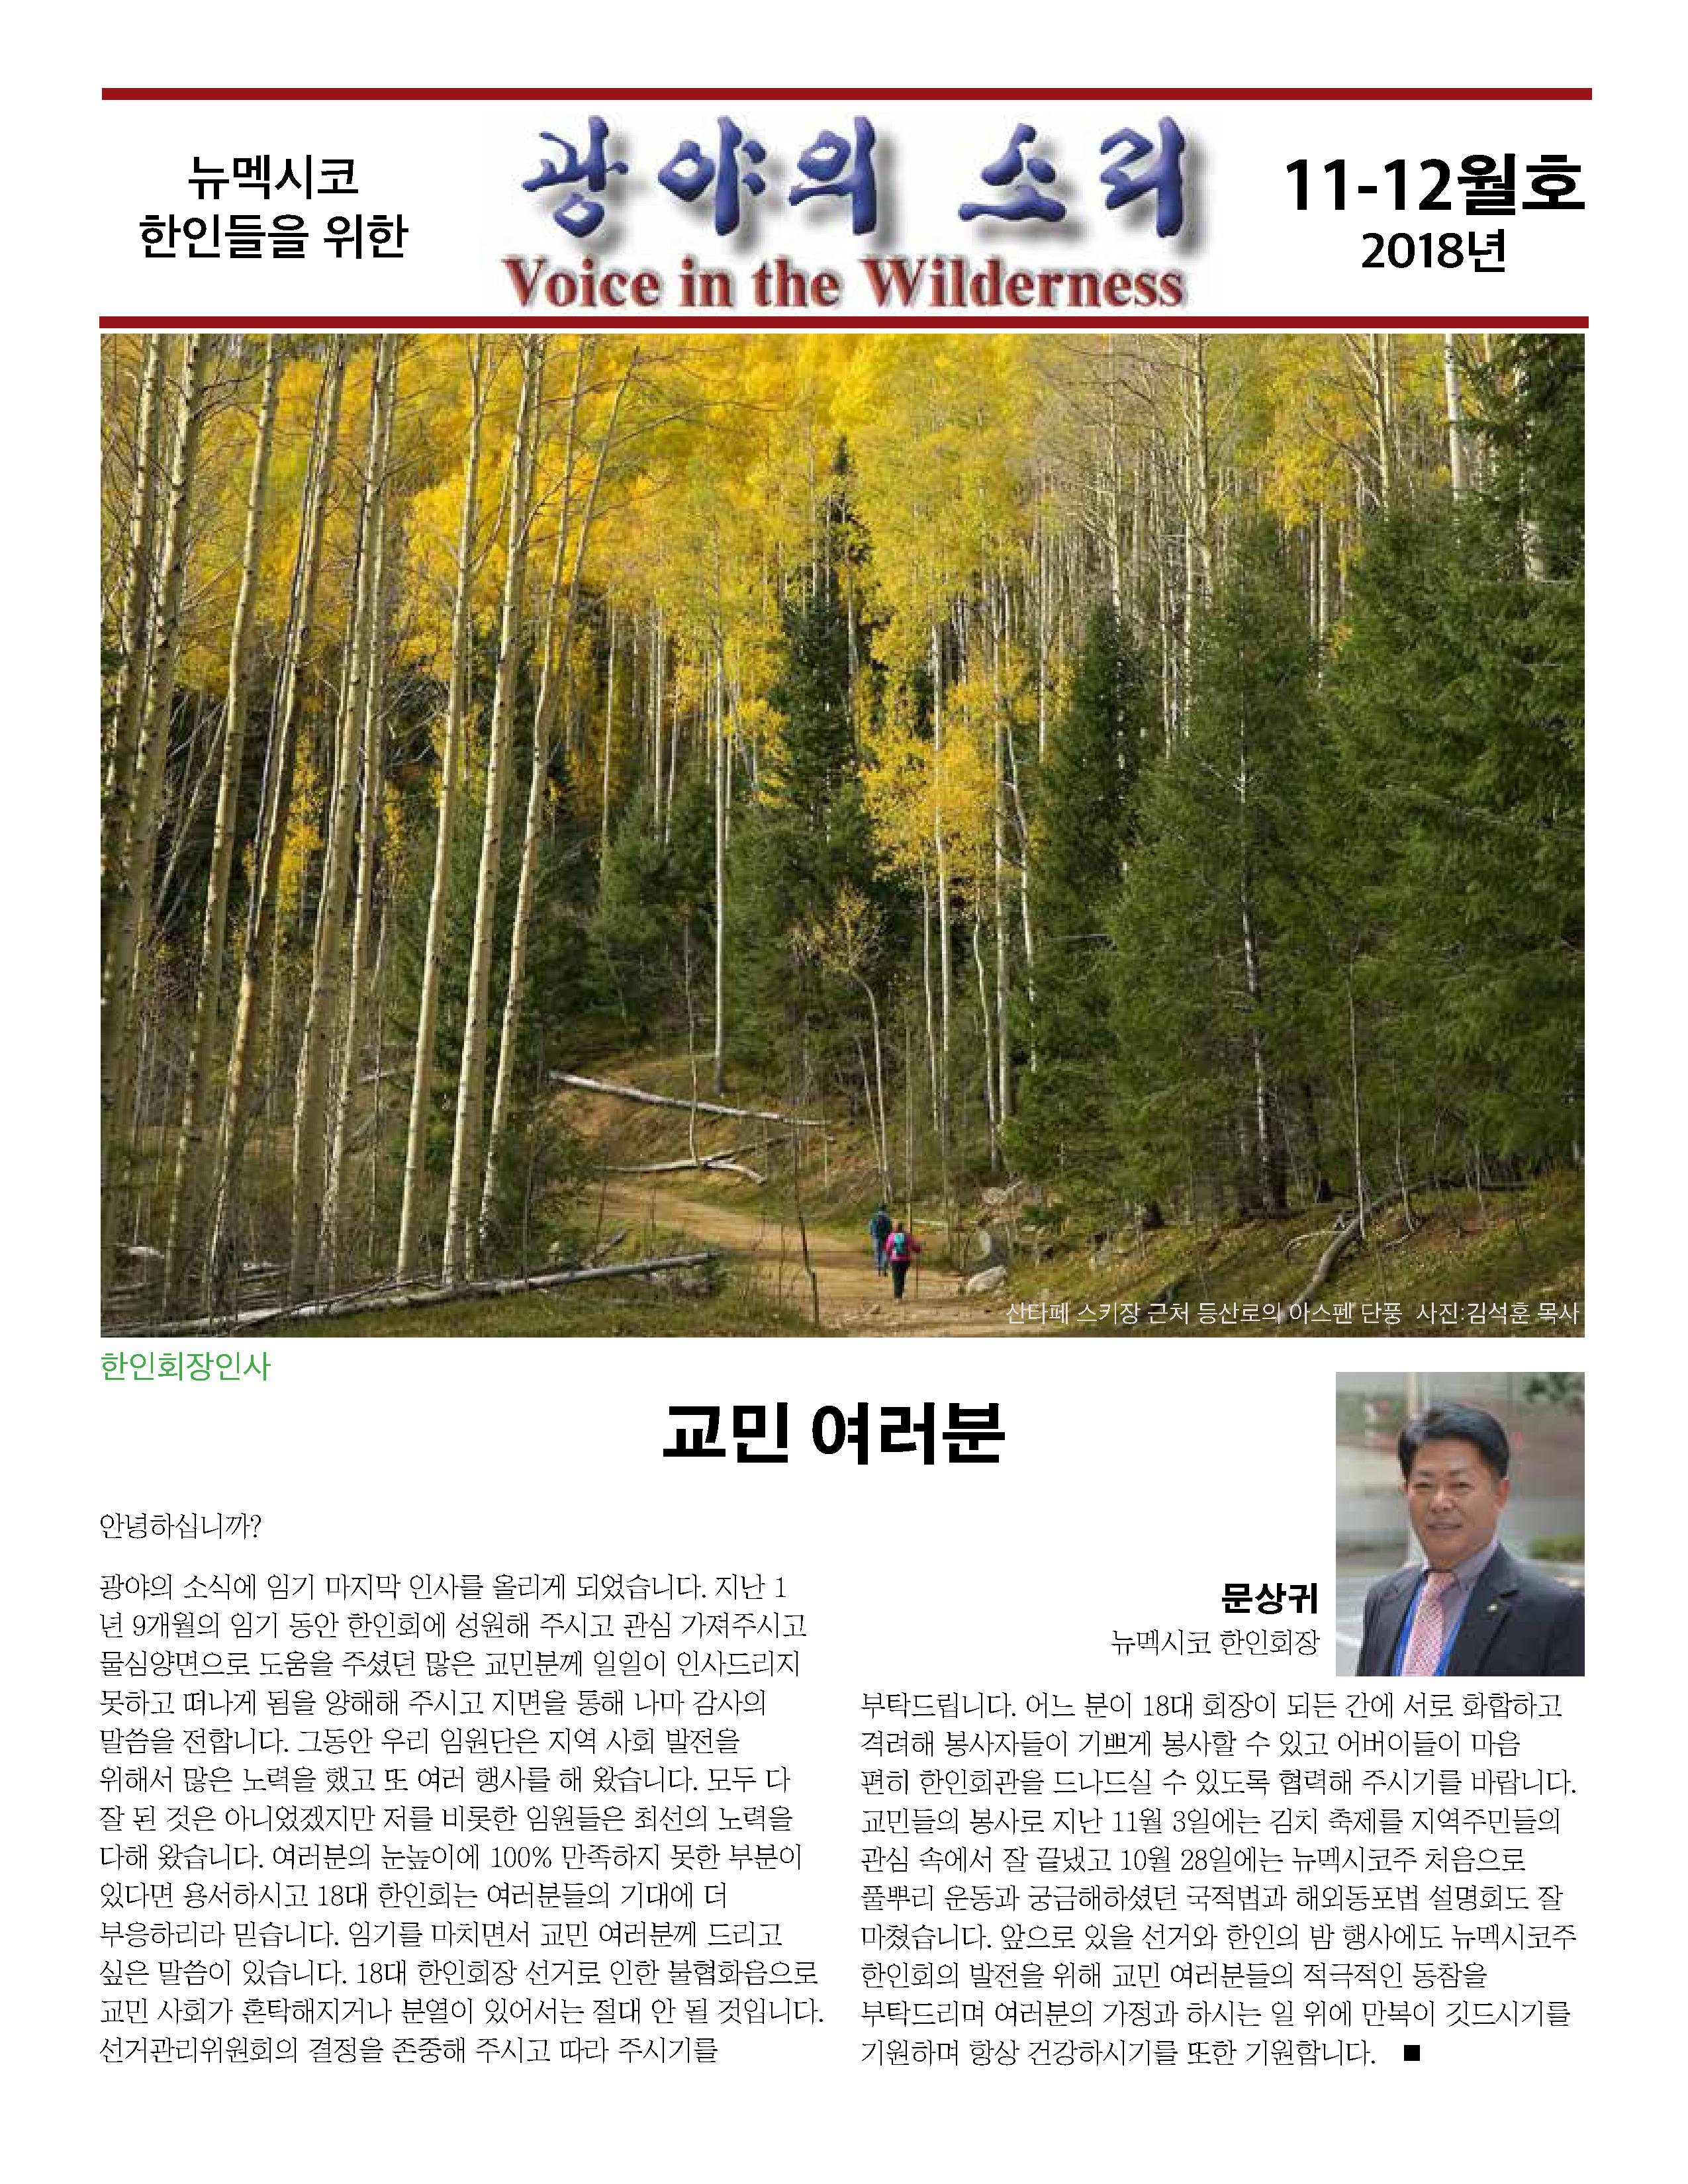 뉴멕시코
한인들을 위한
광야의 소리
Voice in the Wilderness
11-12월호
2018년
산타페 스키장 근처 등산로의 아스펜 단풍 사진:김석훈 목사
한인회장인사
교민 여러분
문상귀
뉴멕시코 한인회장
안녕하십니까?
광야의 소식에 임기 마지막 인사를 올리게 되었습니다. 지난 1
년 9개월의 임기 동안 한인회에 성원해 주시고 관심 가져주시고
물심양면으로 도움을 주셨던 많은 교민분께 일일이 인사드리지
못하고 떠나게 됨을 양해해 주시고 지면을 통해 나마 감사의
말씀을 전합니다. 그동안 우리 임원단은 지역 사회 발전을
위해서 많은 노력을 했고 또 여러 행사를 해 왔습니다. 모두 다
잘 된 것은 아니었겠지만 저를 비롯한 임원들은 최선의 노력을
다해 왔습니다. 여러분의 눈높이에 100% 만족하지 못한 부분이
있다면 용서하시고 18대 한인회는 여러분들의 기대에 더
부응하리라 믿습니다. 임기를 마치면서 교민 여러분께 드리고
싶은 말씀이 있습니다. 18대 한인회장 선거로 인한 불협화음으로
교민 사회가 혼탁해지거나 분열이 있어서는 절대 안 될 것입니다.
선거관리위원회의 결정을 존중해 주시고 따라 주시기를
부탁드립니다. 어느 분이 18대 회장이 되든 간에 서로 화합하고
격려해 봉사자들이 기쁘게 봉사할 수 있고 어버이들이 마음
편히 한인회관을 드나드실 수 있도록 협력해 주시기를 바랍니다.
교민들의 봉사로 지난 11월 3일에는 김치 축제를 지역주민들의
관심 속에서 잘 끝냈고 10월 28일에는 뉴멕시코주 처음으로
풀뿌리 운동과 궁금해하셨던 국적법과 해외동포법 설명회도 잘
마쳤습니다. 앞으로 있을 선거와 한인의 밤 행사에도 뉴멕시코주
한인회의 발전을 위해 교민 여러분들의 적극적인 동참을
부탁드리며 여러분의 가정과 하시는 일 위에 만복이 깃드시기를
기원하며 항상 건강하시기를 또한 기원합니다. ■